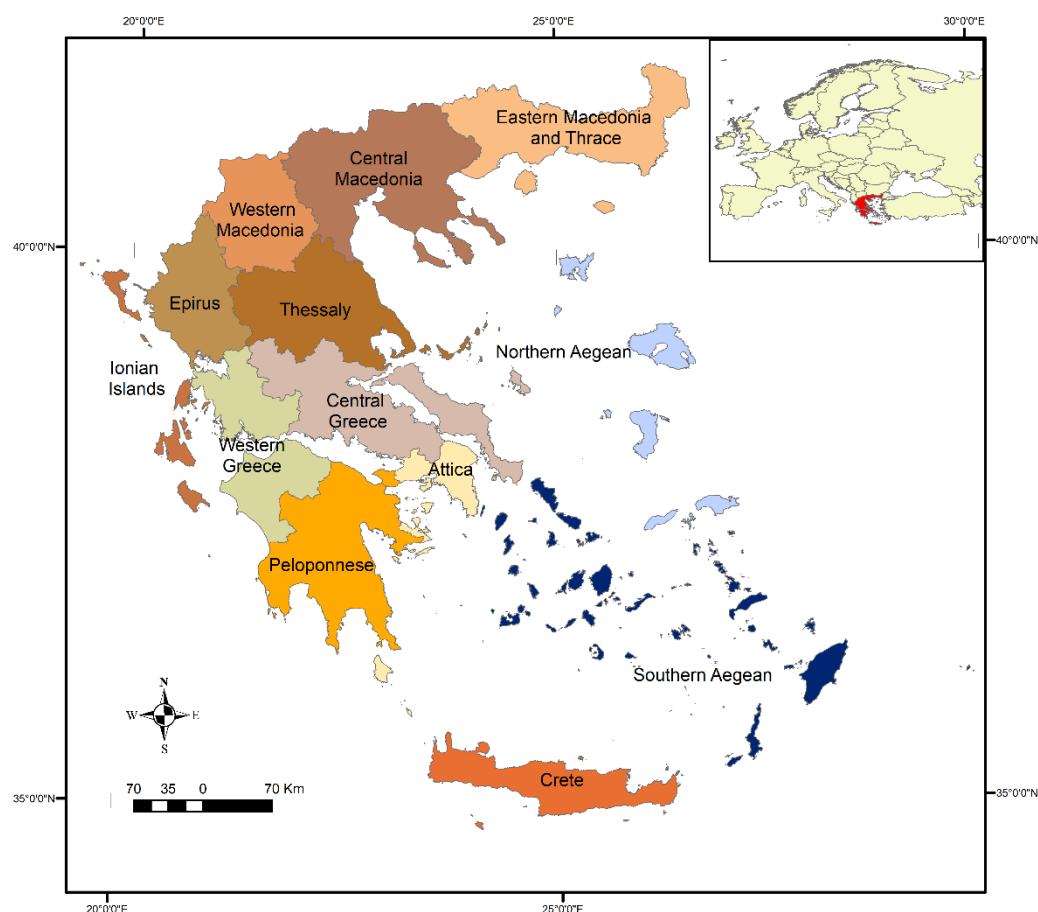 20°0'0"E 25°0'0"E 30°0'0"E
Eastern Macedonia
and Thrace
Central
Macedonia
Western
Macedonia
40°0'0"N 40°0'0"N
Epirus Thessaly
Northern Aegean
Ionian
Islands
Central
Greece
Western
Greece
Attica
Peloponnese
Southern Aegean
N
W E
S
Crete
70 35 0 70 Km
35°0'0"N 35°0'0"N
20°0'0"E 25°0'0"E